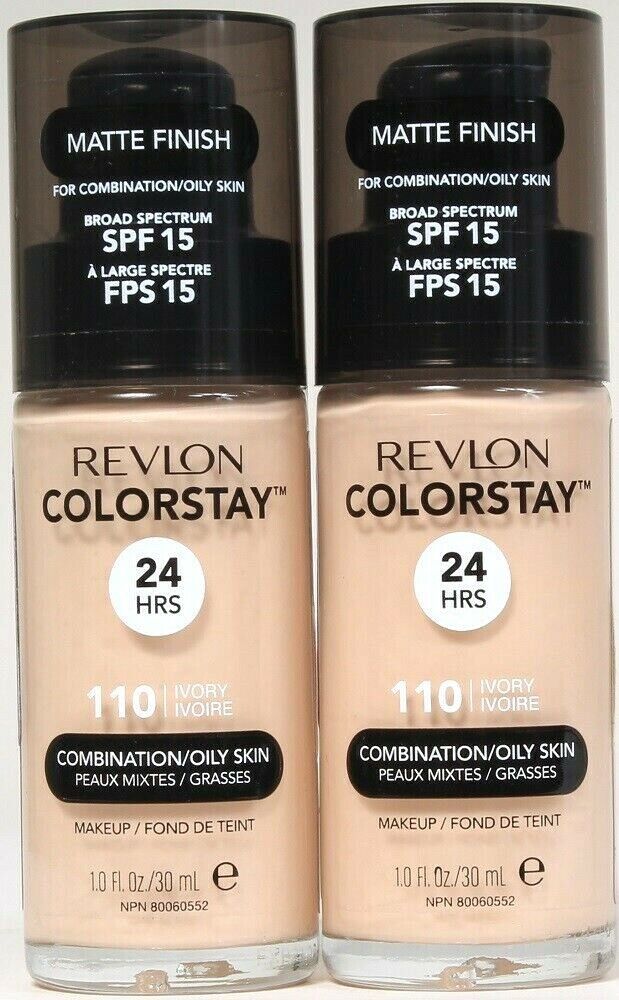 MATTE FINISH
FOR COMBINATION/OILY SKIN
BROAD SPECTRUM
SPF 15
À LARGE SPECTRE
FPS 15
REVLON
COLORSTAY™
24
HRS
110 | IVORY
IVOIRE
COMBINATION/OILY SKIN
PEAUX MIXTES / GRASSES
MAKEUP / FOND DE TEINT
1.0 Fl. Oz./30 mL e
NPN 80060552
MATTE FINISH
FOR COMBINATION/OILY SKIN
BROAD SPECTRUM
SPF 15
À LARGE SPECTRE
FPS 15
REVLON
COLORSTAY™
24
HRS
110 | IVORY
IVOIRE
COMBINATION/OILY SKIN
PEAUX MIXTES / GRASSES
MAKEUP / FOND DE TEINT
1.0 Fl. Oz./30 mL e
NPN 80060552